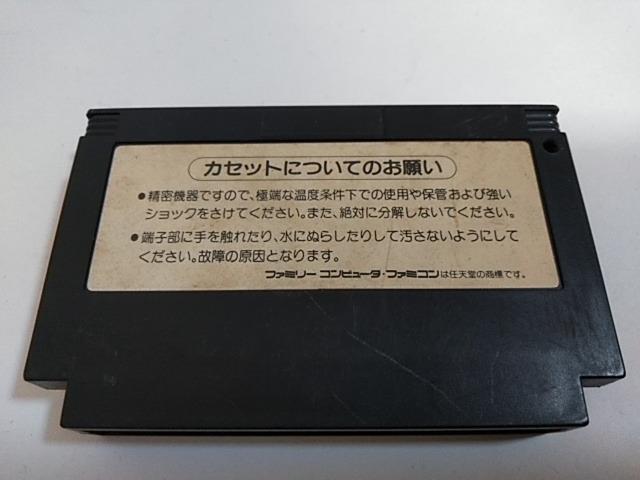 カセットについてのお願い
●精密機器ですので、極端な温度条件下での使用や保管および強い
ショックをさけてください。また、絶対に分解しないでください。
●端子部に手を触れたり、水にぬらしたりして汚さないようにして
ください。故障の原因となります。
ファミリー コンピュータ・ファミコンは任天堂の商標です。